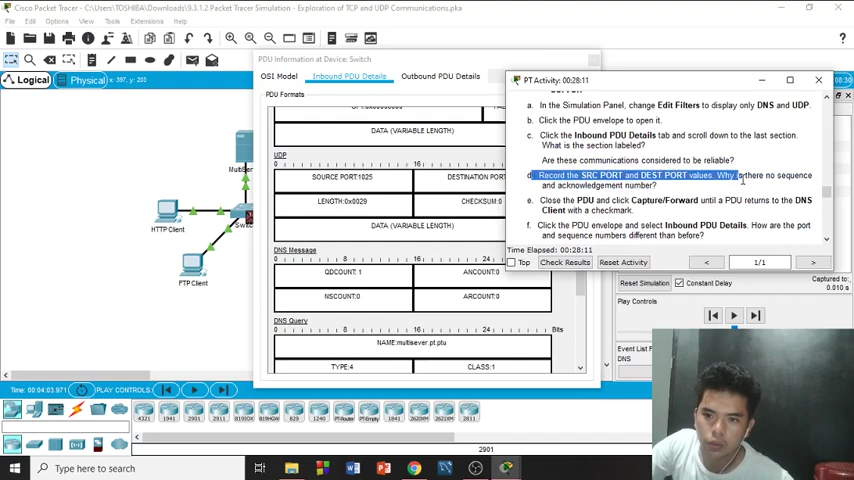 Cisco Packet Tracer - C:\Users\TOSHIBA\Downloads\9.3.1.2 Packet Tracer Simulation - Exploration of TCP and UDP Communications.pka
File Edit Options View Tools Extensions Help
Logical
Physical
x: 397, y: 203
PDU Information at Device: Switch
OSI Model
Inbound PDU Details
Outbound PDU Details
PDU Formats
DATA (VARIABLE LENGTH)
UDP
0
16
SOURCE PORT:1025
DESTINATION PORT
LENGTH:0x0029
CHECKSUM:0
DATA (VARIABLE LENGTH)
DNS Message
0 8 16 24
QDCOUNT: 1
ANCOUNT:0
NSCOUNT:0
ARCOUNT:0
DNS Query
0 8 16 24 Bits
NAME:multisever.pt.ptu
TYPE:4
CLASS:1
HTTP Client
FTP Client
PT Activity: 00:28:11
a. In the Simulation Panel, change Edit Filters to display only DNS and UDP.
b. Click the PDU envelope to open it.
c. Click the Inbound PDU Details tab and scroll down to the last section.
What is the section labeled?
Are these communications considered to be reliable?
d. Record the SRC PORT and DEST PORT values. Why is there no sequence
and acknowledgement number?
e. Close the PDU and click Capture/Forward until a PDU returns to the DNS
Client with a checkmark.
f. Click the PDU envelope and select Inbound PDU Details. How are the port
and sequence numbers different than before?
Time Elapsed: 00:28:11
Top
Check Results
Reset Activity
<
1/1
>
Reset Simulation
Constant Delay
Captured to:
0.010 s
Play Controls
DNS
Time: 00:04:03.971
PLAY CONTROLS:
4321 1941 2901 2911 819IOX 819HGW 829 1240 PT-Router PT-Empty 1841 2620XM 2621XM 2811
2901
Type here to search